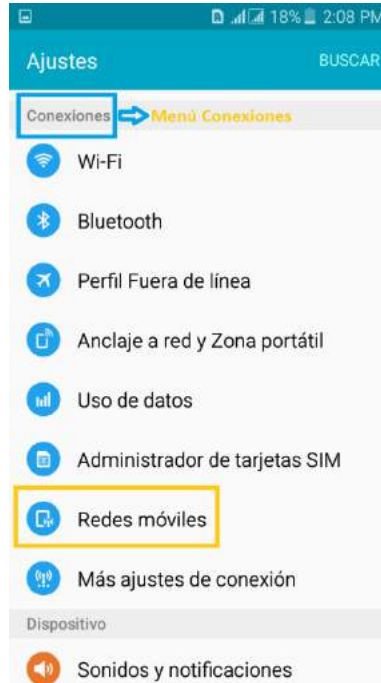 18% 2:08 PM
Ajustes BUSCAR
Conexiones Menú Conexiones
Wi-Fi
Bluetooth
Perfil Fuera de línea
Anclaje a red y Zona portátil
Uso de datos
Administrador de tarjetas SIM
Redes móviles
Más ajustes de conexión
Dispositivo
Sonidos y notificaciones